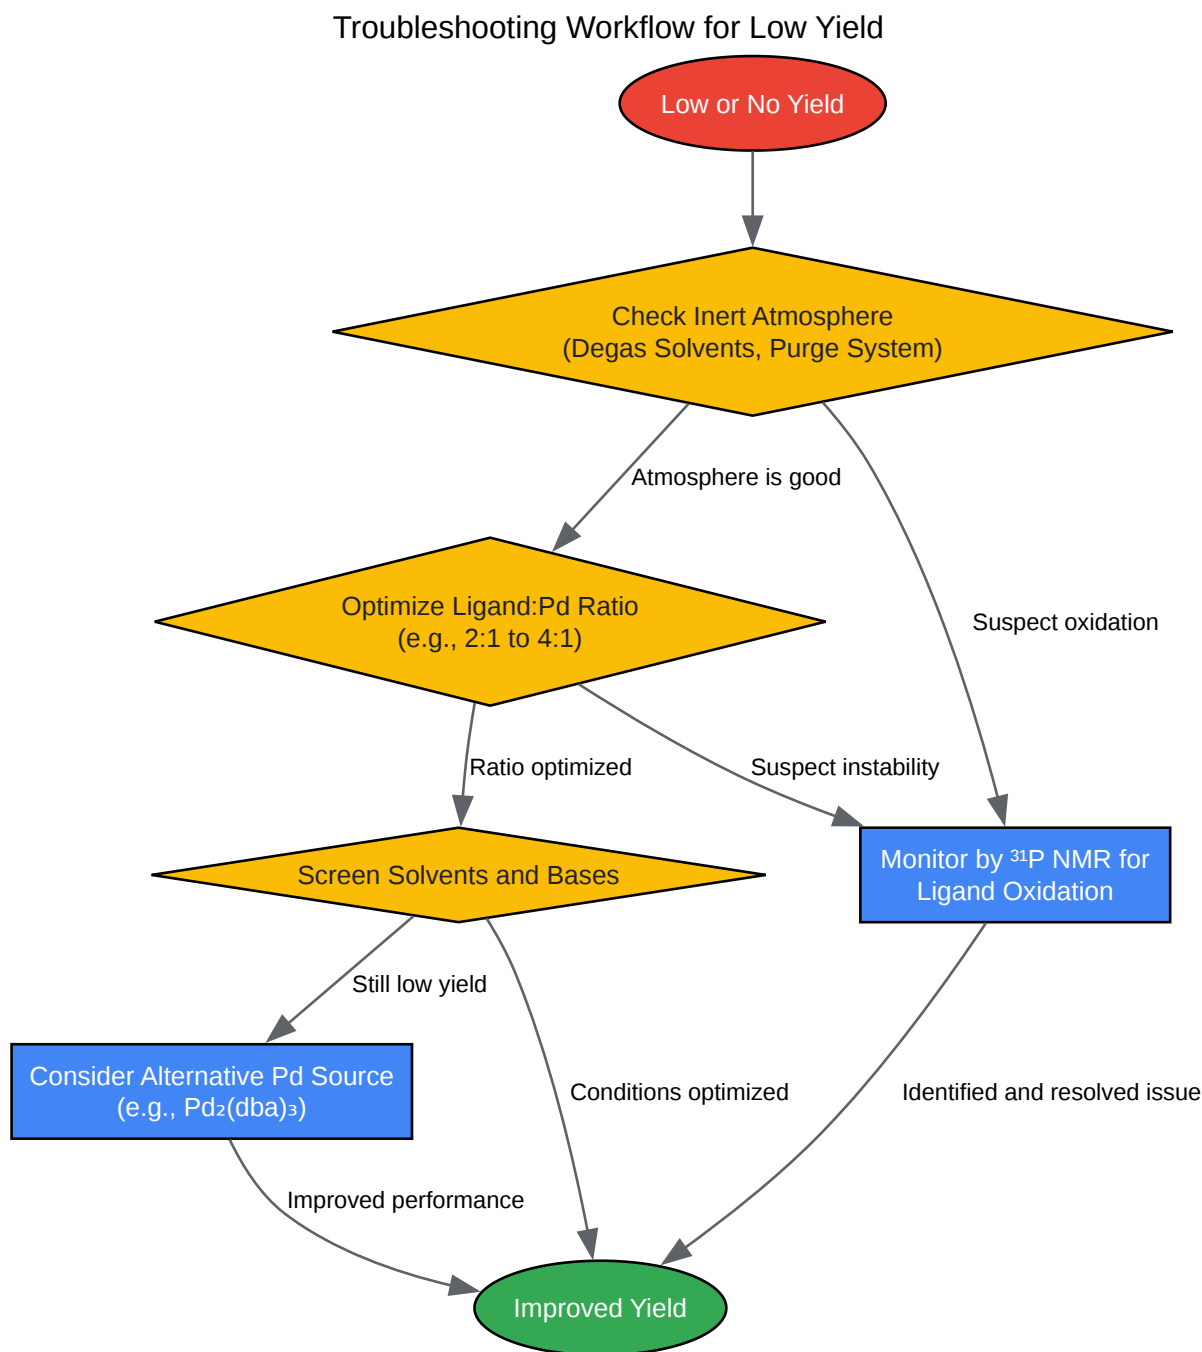 Troubleshooting Workflow for Low Yield
Low or No Yield
Check Inert Atmosphere
(Degas Solvents, Purge System)
Atmosphere is good
Optimize Ligand:Pd Ratio
(e.g., 2:1 to 4:1)
Suspect oxidation
Ratio optimized
Suspect instability
Screen Solvents and Bases
Monitor by ³¹P NMR for
Ligand Oxidation
Still low yield
Consider Alternative Pd Source
(e.g., Pd₂(dba)₃)
Conditions optimized
Identified and resolved issue
Improved performance
Improved Yield